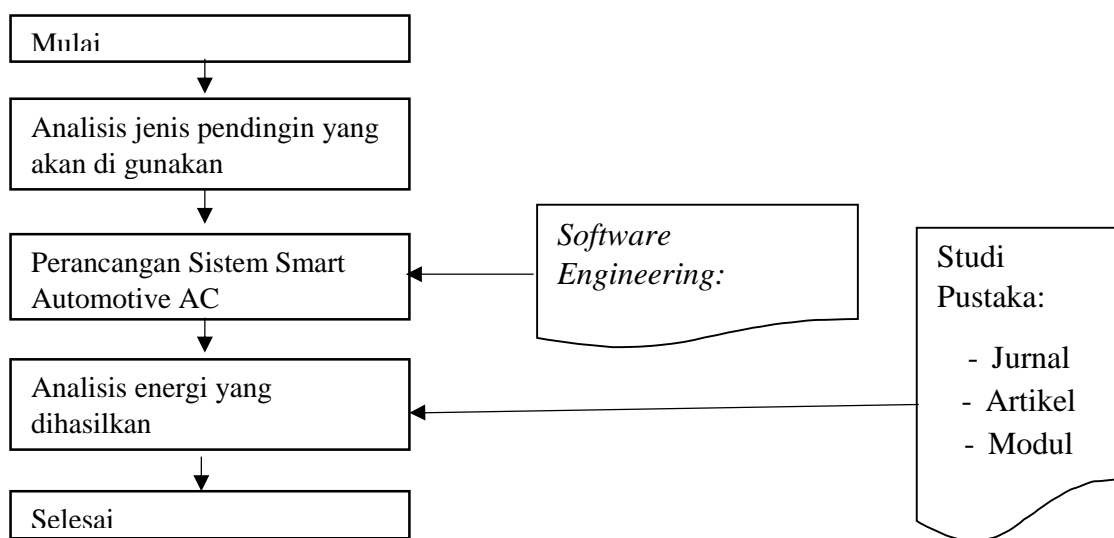 Mulai
Analisis jenis pendingin yang
akan di gunakan
Perancangan Sistem Smart
Automotive AC
Software
Engineering:
Analisis energi yang
dihasilkan
Selesai
Studi
Pustaka:
- Jurnal
- Artikel
- Modul